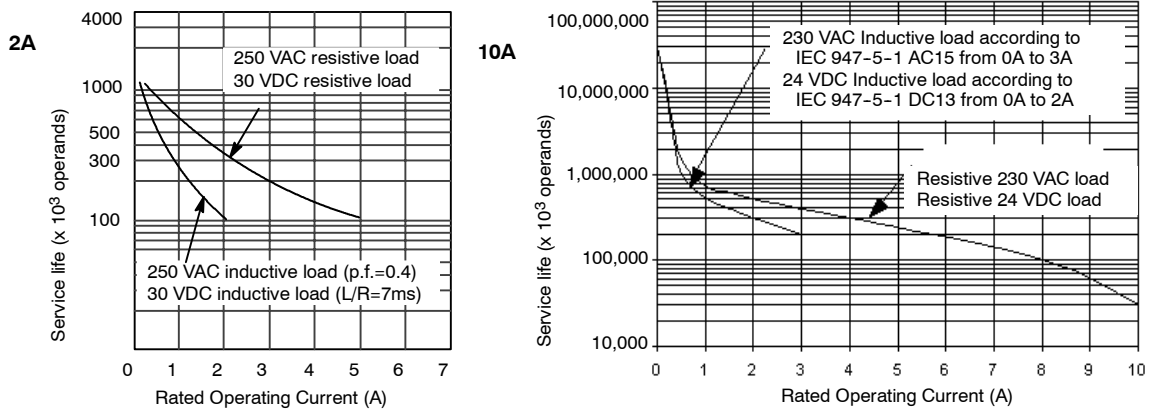 2A
4000
1000
500
300
100
250 VAC resistive load
30 VDC resistive load
250 VAC inductive load (p.f.=0.4)
30 VDC inductive load (L/R=7ms)
Service life (x 10³ operands)
0 1 2 3 4 5 6 7
Rated Operating Current (A)
10A
100,000,000
10,000,000
1,000,000
100,000
10,000
230 VAC Inductive load according to
IEC 947-5-1 AC15 from 0A to 3A
24 VDC Inductive load according to
IEC 947-5-1 DC13 from 0A to 2A
Resistive 230 VAC load
Resistive 24 VDC load
Service life (x 10³ operands)
0 1 2 3 4 5 6 7 8 9 10
Rated Operating Current (A)